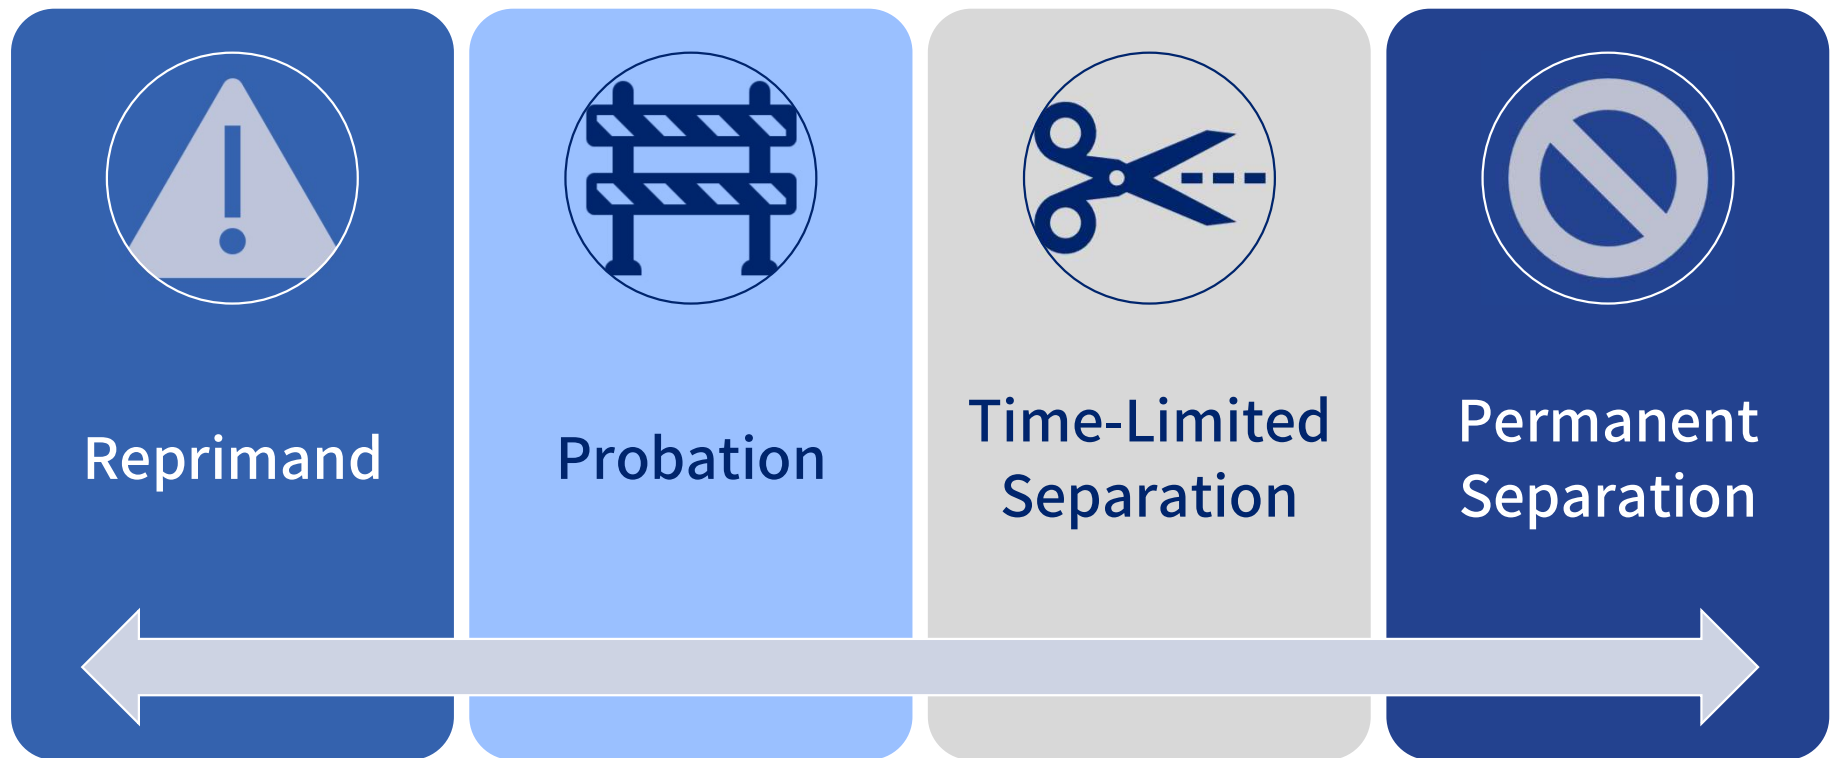 Reprimand
Probation
Time-Limited
Separation
Permanent
Separation